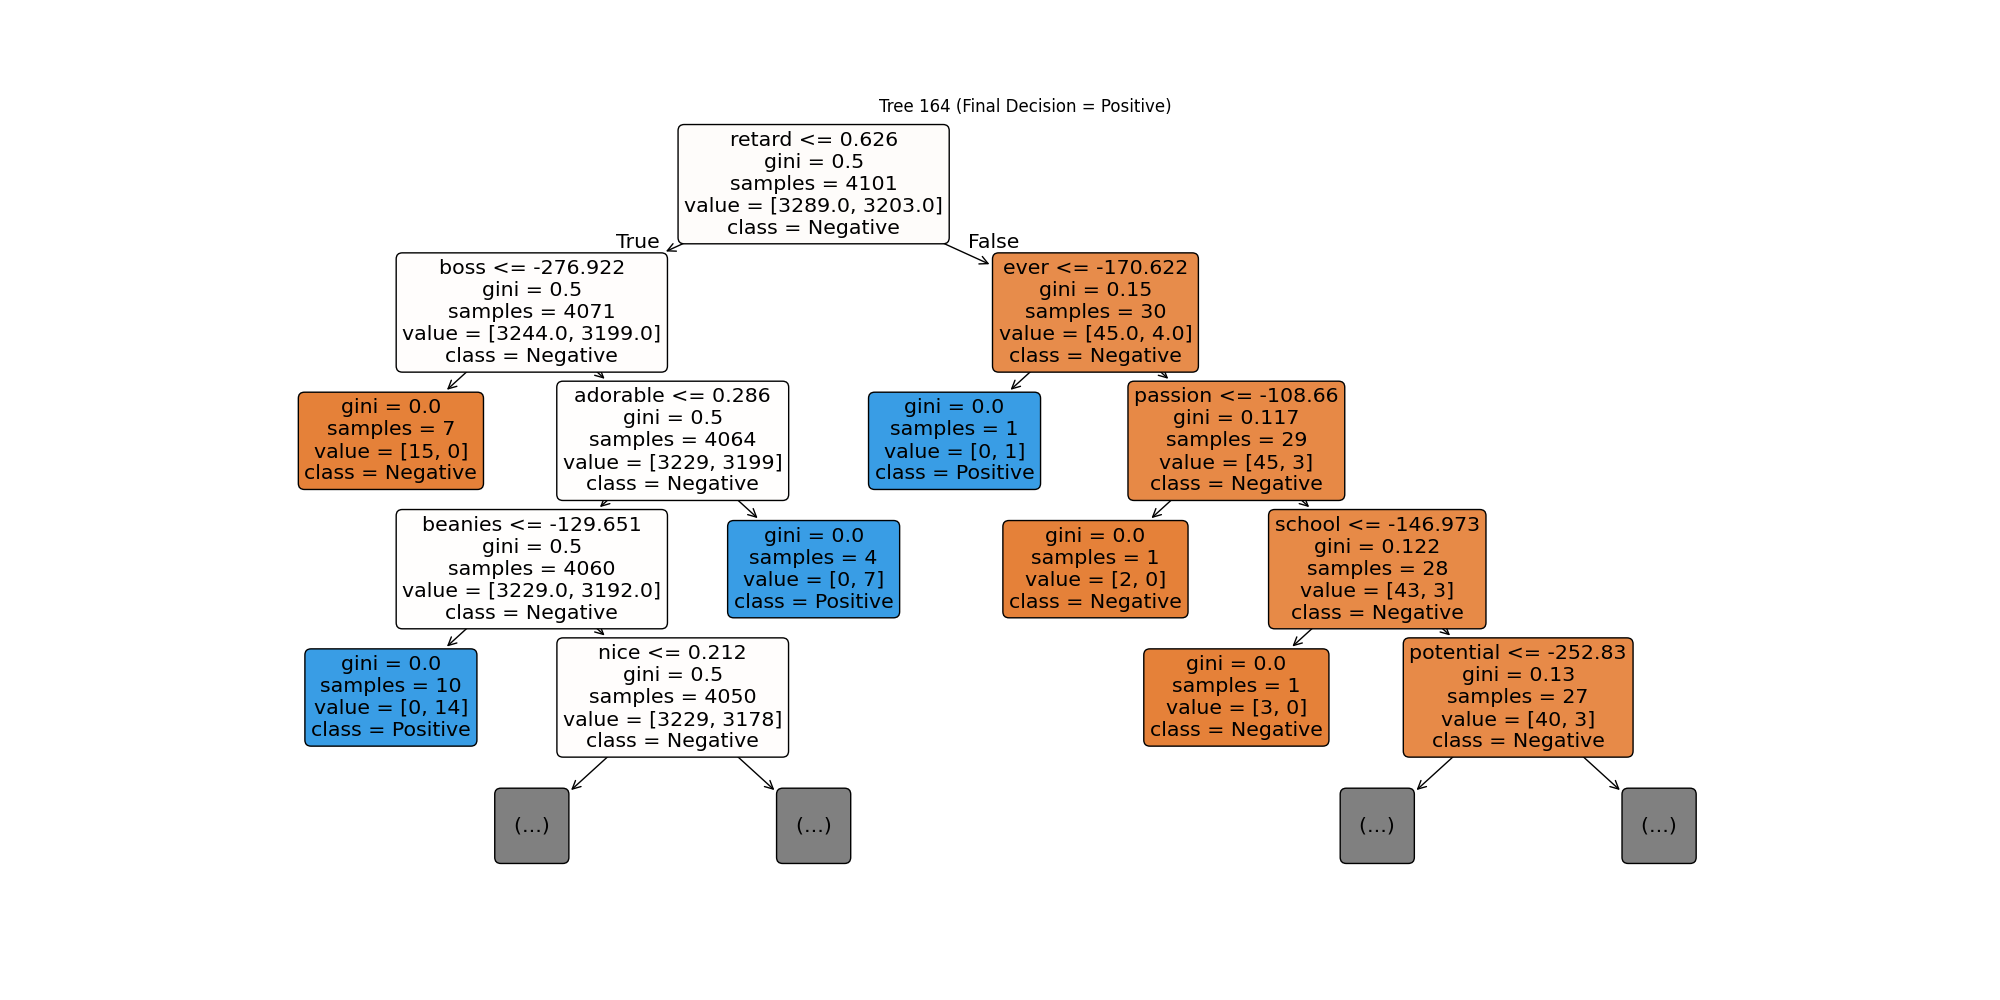 Tree 164 (Final Decision = Positive)
retard <= 0.626
gini = 0.5
samples = 4101
value = [3289.0, 3203.0]
class = Negative
True
False
boss <= -276.922
gini = 0.5
samples = 4071
value = [3244.0, 3199.0]
class = Negative
ever <= -170.622
gini = 0.15
samples = 30
value = [45.0, 4.0]
class = Negative
gini = 0.0
samples = 7
value = [15, 0]
class = Negative
adorable <= 0.286
gini = 0.5
samples = 4064
value = [3229, 3199]
class = Negative
gini = 0.0
samples = 1
value = [0, 1]
class = Positive
passion <= -108.66
gini = 0.117
samples = 29
value = [45, 3]
class = Negative
beanies <= -129.651
gini = 0.5
samples = 4060
value = [3229.0, 3192.0]
class = Negative
gini = 0.0
samples = 4
value = [0, 7]
class = Positive
gini = 0.0
samples = 1
value = [2, 0]
class = Negative
school <= -146.973
gini = 0.122
samples = 28
value = [43, 3]
class = Negative
gini = 0.0
samples = 10
value = [0, 14]
class = Positive
nice <= 0.212
gini = 0.5
samples = 4050
value = [3229, 3178]
class = Negative
gini = 0.0
samples = 1
value = [3, 0]
class = Negative
potential <= -252.83
gini = 0.13
samples = 27
value = [40, 3]
class = Negative
(...)
(...)
(...)
(...)